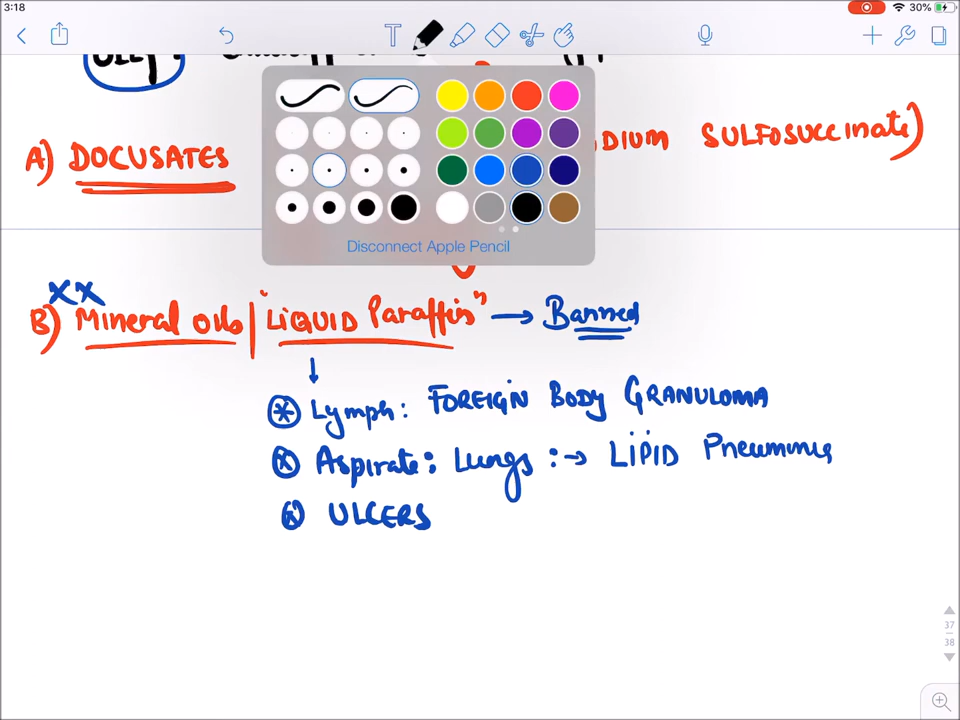 3:18
30%
T
A) DOCUSATES DIUM SULFOSUCCINATE)
Disconnect Apple Pencil
XX
B) Mineral oils | "LIQUID Paraffin" → Banned
↓
* Lymph: FOREIGN BODY GRANULOMA
* Aspirate: Lungs :→ LIPID Pneumonia
* ULCERS
37
38